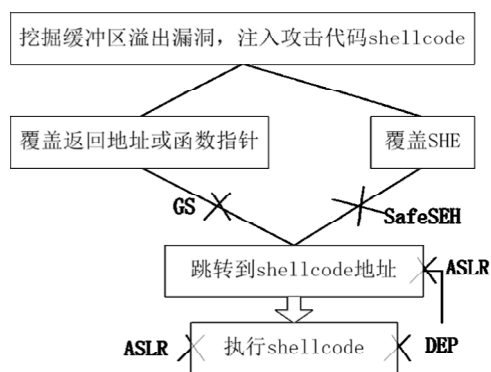 挖掘缓冲区溢出漏洞，注入攻击代码shellcode
覆盖返回地址或函数指针
覆盖SHE
GS
SafeSEH
跳转到shellcode地址
ASLR
ASLR
执行shellcode
DEP